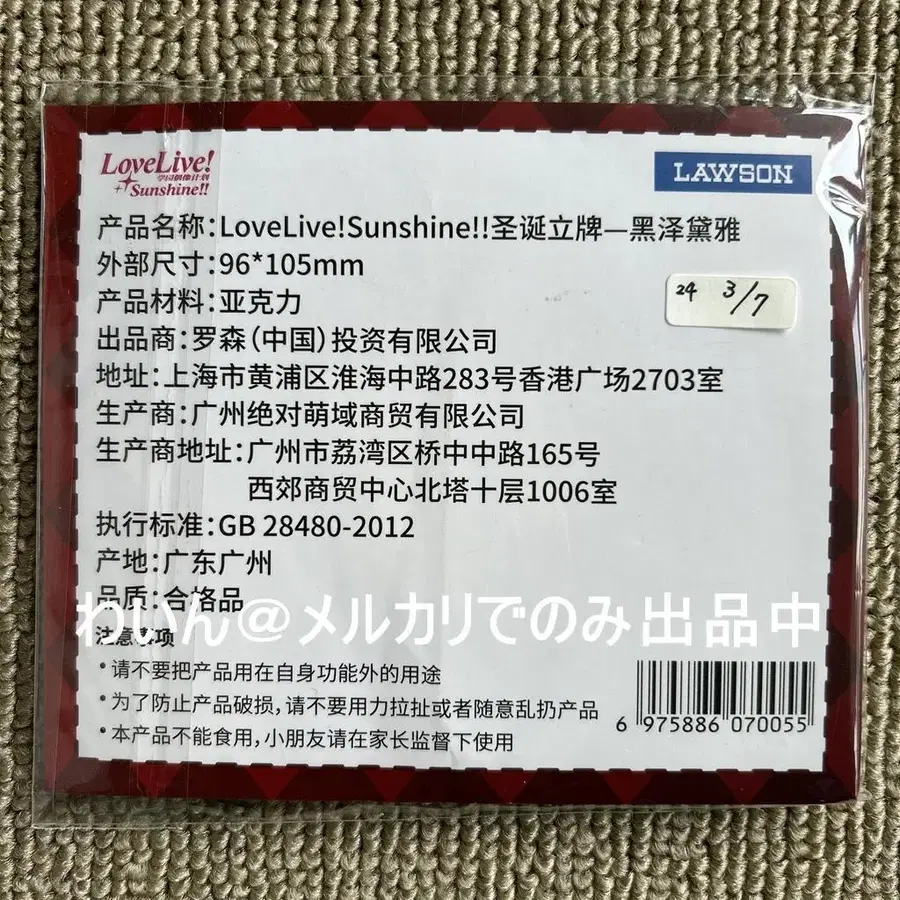 LoveLive!
学园偶像计划
Sunshine!!
LAWSON
产品名称:LoveLive!Sunshine!!圣诞立牌—黑泽黛雅
外部尺寸:96*105mm
产品材料:亚克力
24 3/7
出品商:罗森(中国)投资有限公司
地址:上海市黄浦区淮海中路283号香港广场2703室
生产商:广州绝对萌域商贸有限公司
生产商地址:广州市荔湾区桥中中路165号
西郊商贸中心北塔十层1006室
执行标准:GB 28480-2012
产地:广东广州
品质:合格品
わいん@メルカリでのみ出品中
注意事项
•请不要把产品用在自身功能外的用途
•为了防止产品破损,请不要用力拉扯或者随意乱扔产品
•本产品不能食用,小朋友请在家长监督下使用
6 975886 070055